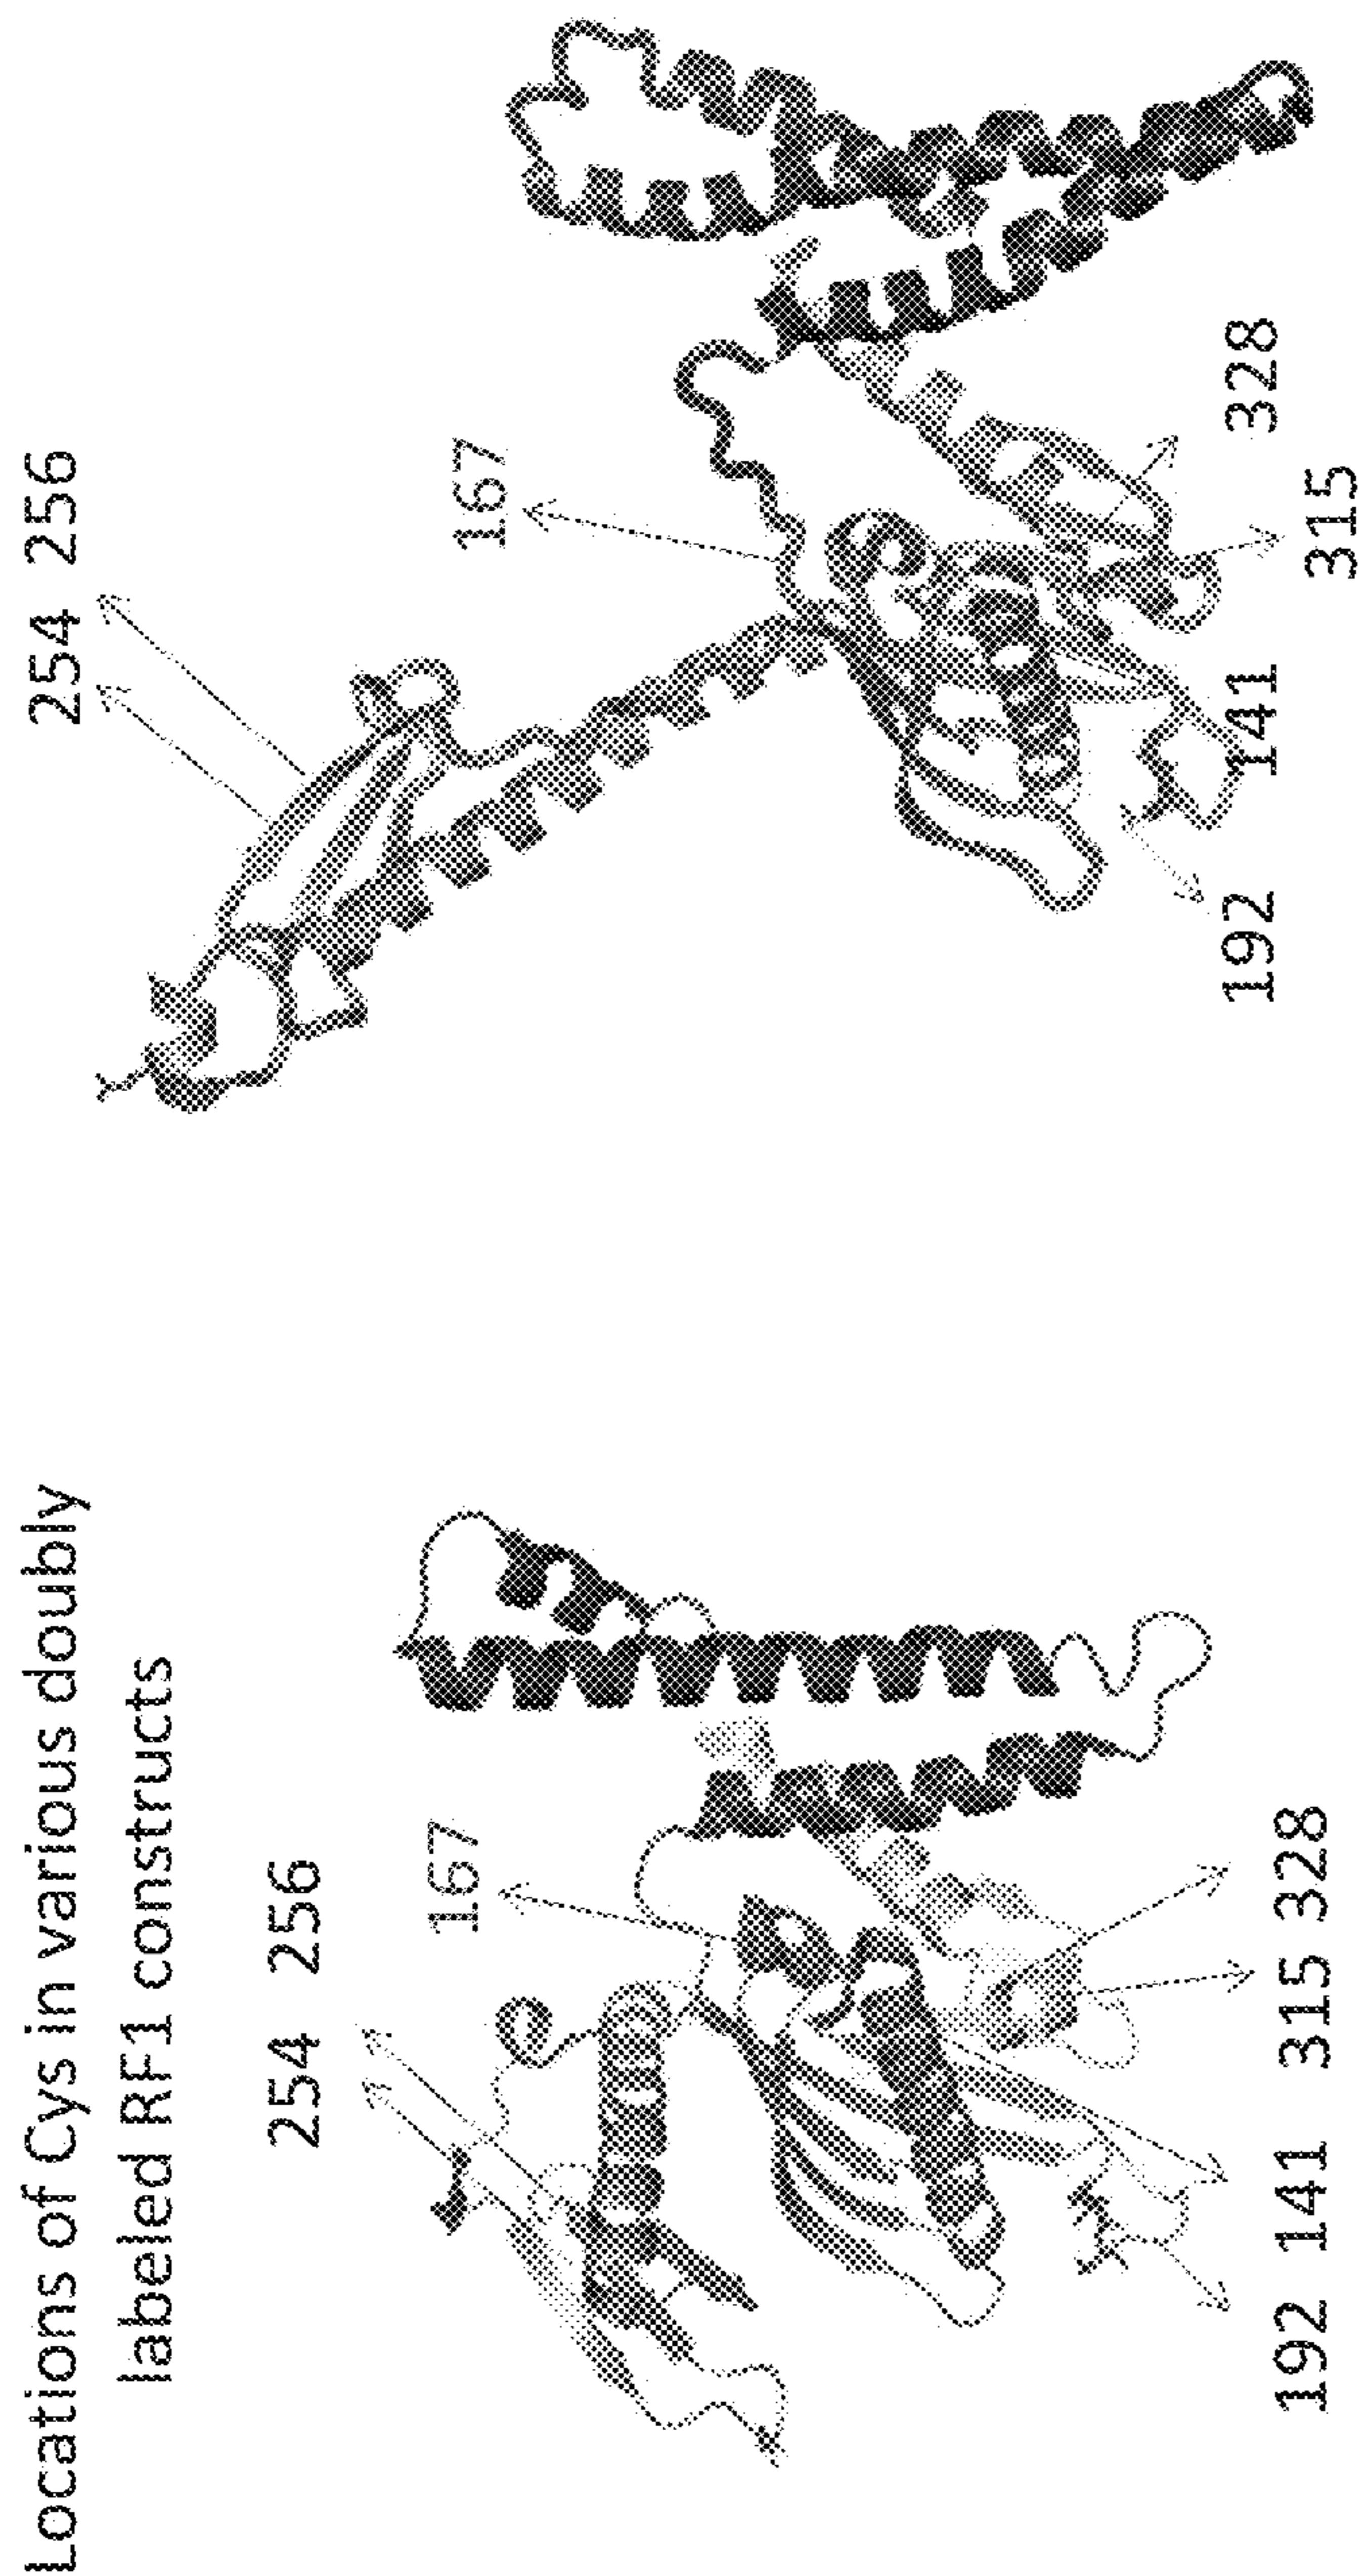 Locations of Cys in various doubly
labeled RF1 constructs
254 256
167
192 141 315 328
254 256
167
328
315
141
192